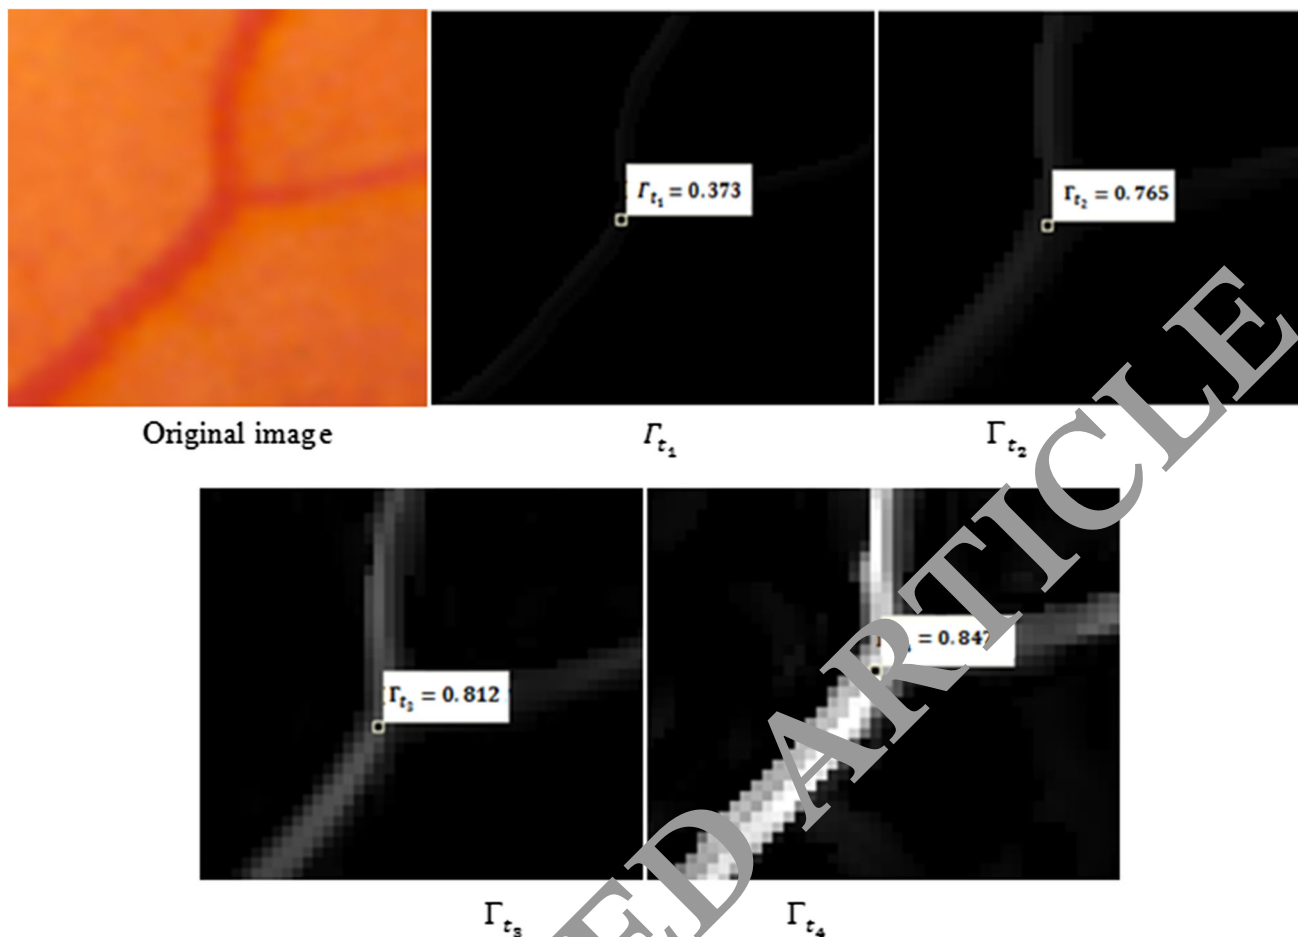 Γt₁ = 0.373
Γt₂ = 0.765
Original image
Γt₁
Γt₂
Γt₃ = 0.812
= 0.847
Γt₃
Γt₄
ED ARTICLE